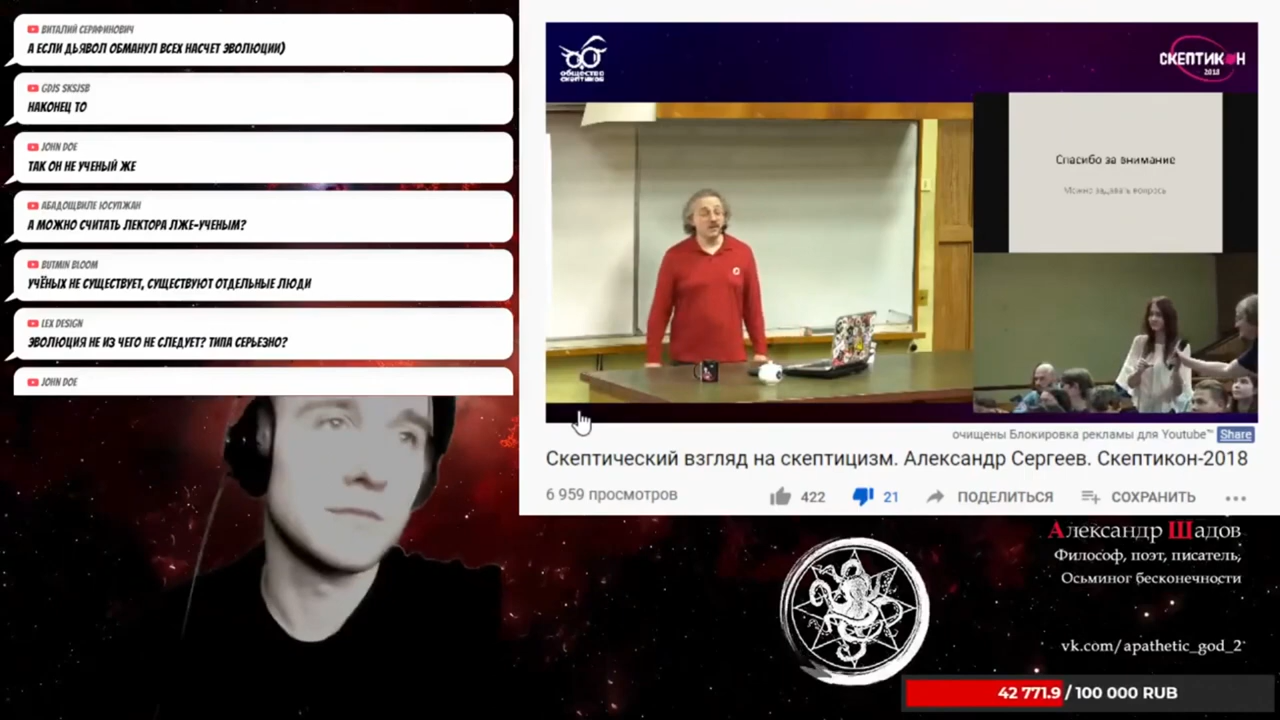 ВИТАЛИЙ СЕРАФИНОВИЧ
А ЕСЛИ ДЬЯВОЛ ОБМАНУЛ ВСЕХ НАСЧЕТ ЭВОЛЮЦИИ)
GDJS SKSJSB
НАКОНЕЦ ТО
JOHN DOE
ТАК ОН НЕ УЧЕНЫЙ ЖЕ
АБАДОЩВИЛЕ ЮСУПЖАН
А МОЖНО СЧИТАТЬ ЛЕКТОРА ЛЖЕ-УЧЕНЫМ?
BUTMIN BLOOM
УЧЁНЫХ НЕ СУЩЕСТВУЕТ, СУЩЕСТВУЮТ ОТДЕЛЬНЫЕ ЛЮДИ
LEX DESIGN
ЭВОЛЮЦИЯ НЕ ИЗ ЧЕГО НЕ СЛЕДУЕТ? ТИПА СЕРЬЕЗНО?
JOHN DOE
общество
скептиков
СКЕПТИКОН
2018
Спасибо за внимание
Можно задавать вопросы
очищены Блокировка рекламы для Youtube™ Share
Скептический взгляд на скептицизм. Александр Сергеев. Скептикон-2018
6 959 просмотров
422
21
ПОДЕЛИТЬСЯ
СОХРАНИТЬ
Александр Шадов
Философ, поэт, писатель,
Осьминог бесконечности
vk.com/apathetic_god_2
42 771.9 / 100 000 RUB